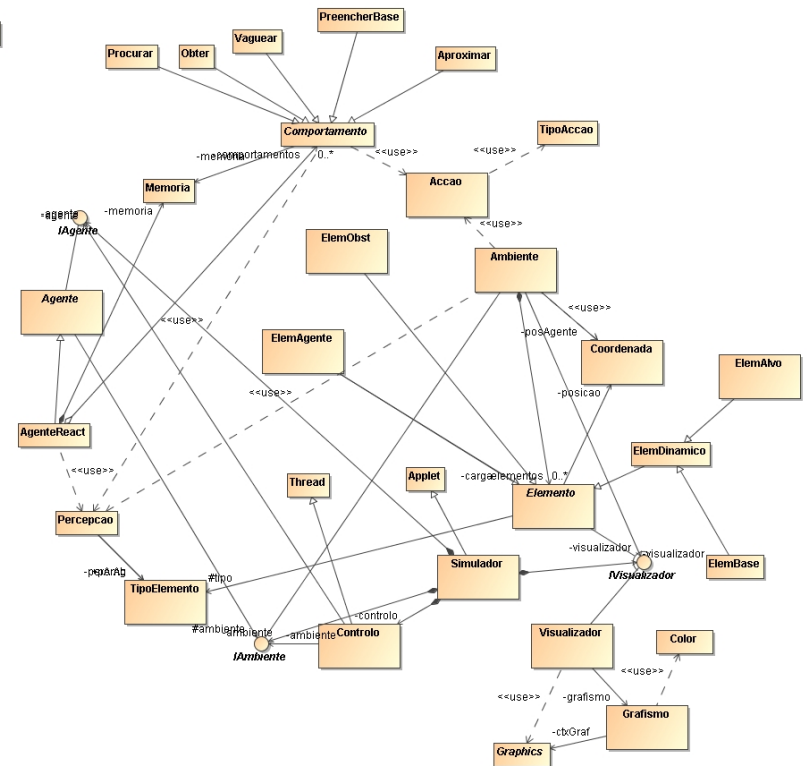 PreencherBase
Vaguear
Procurar
Obter
Aproximar
Comportamento
TipoAccao
-memoria
-comportamentos
0..*
<<use>>
<<use>>
Memoria
Accao
-memoria
-agente
IAgente
<<use>>
ElemObst
Ambiente
Agente
<<use>>
<<use>>
-posAgente
ElemAgente
Coordenada
ElemAlvo
<<use>>
-posicao
AgenteReact
ElemDinamico
<<use>>
Thread
Applet
-carga
elementos
0..*
Elemento
Percepcao
-visualizador
-visualizador
Simulador
ElemBase
#tipo
IVisualizador
TipoElemento
-controlo
#ambiente
-ambiente
-ambiente
Controlo
Visualizador
Color
IAmbiente
<<use>>
<<use>>
-grafismo
Grafismo
-ctxGraf
Graphics